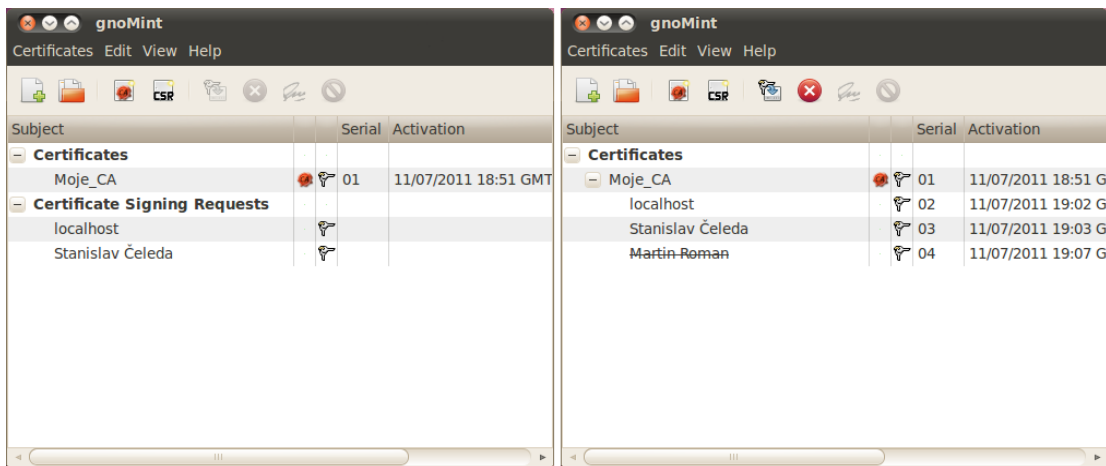 gnoMint
Certificates Edit View Help
CSR
Subject Serial Activation
Certificates
Moje_CA 01 11/07/2011 18:51 GMT
Certificate Signing Requests
localhost
Stanislav Čeleda
gnoMint
Certificates Edit View Help
CSR
Subject Serial Activation
Certificates
Moje_CA 01 11/07/2011 18:51 G
localhost 02 11/07/2011 19:02 G
Stanislav Čeleda 03 11/07/2011 19:03 G
Martin Roman 04 11/07/2011 19:07 G